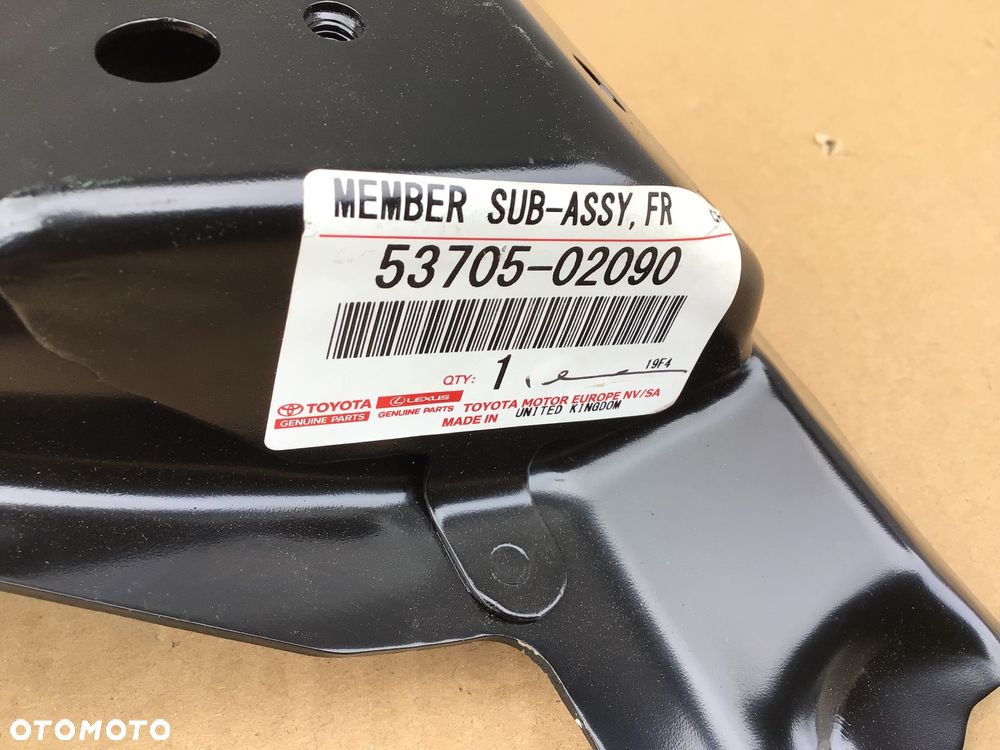 MEMBER SUB-ASSY, FR
53705-02090
QTY: 1
19F4
TOYOTA
GENUINE PARTS
LEXUS
GENUINE PARTS
TOYOTA MOTOR EUROPE NV/SA
MADE IN UNITED KINGDOM
OTOMOTO